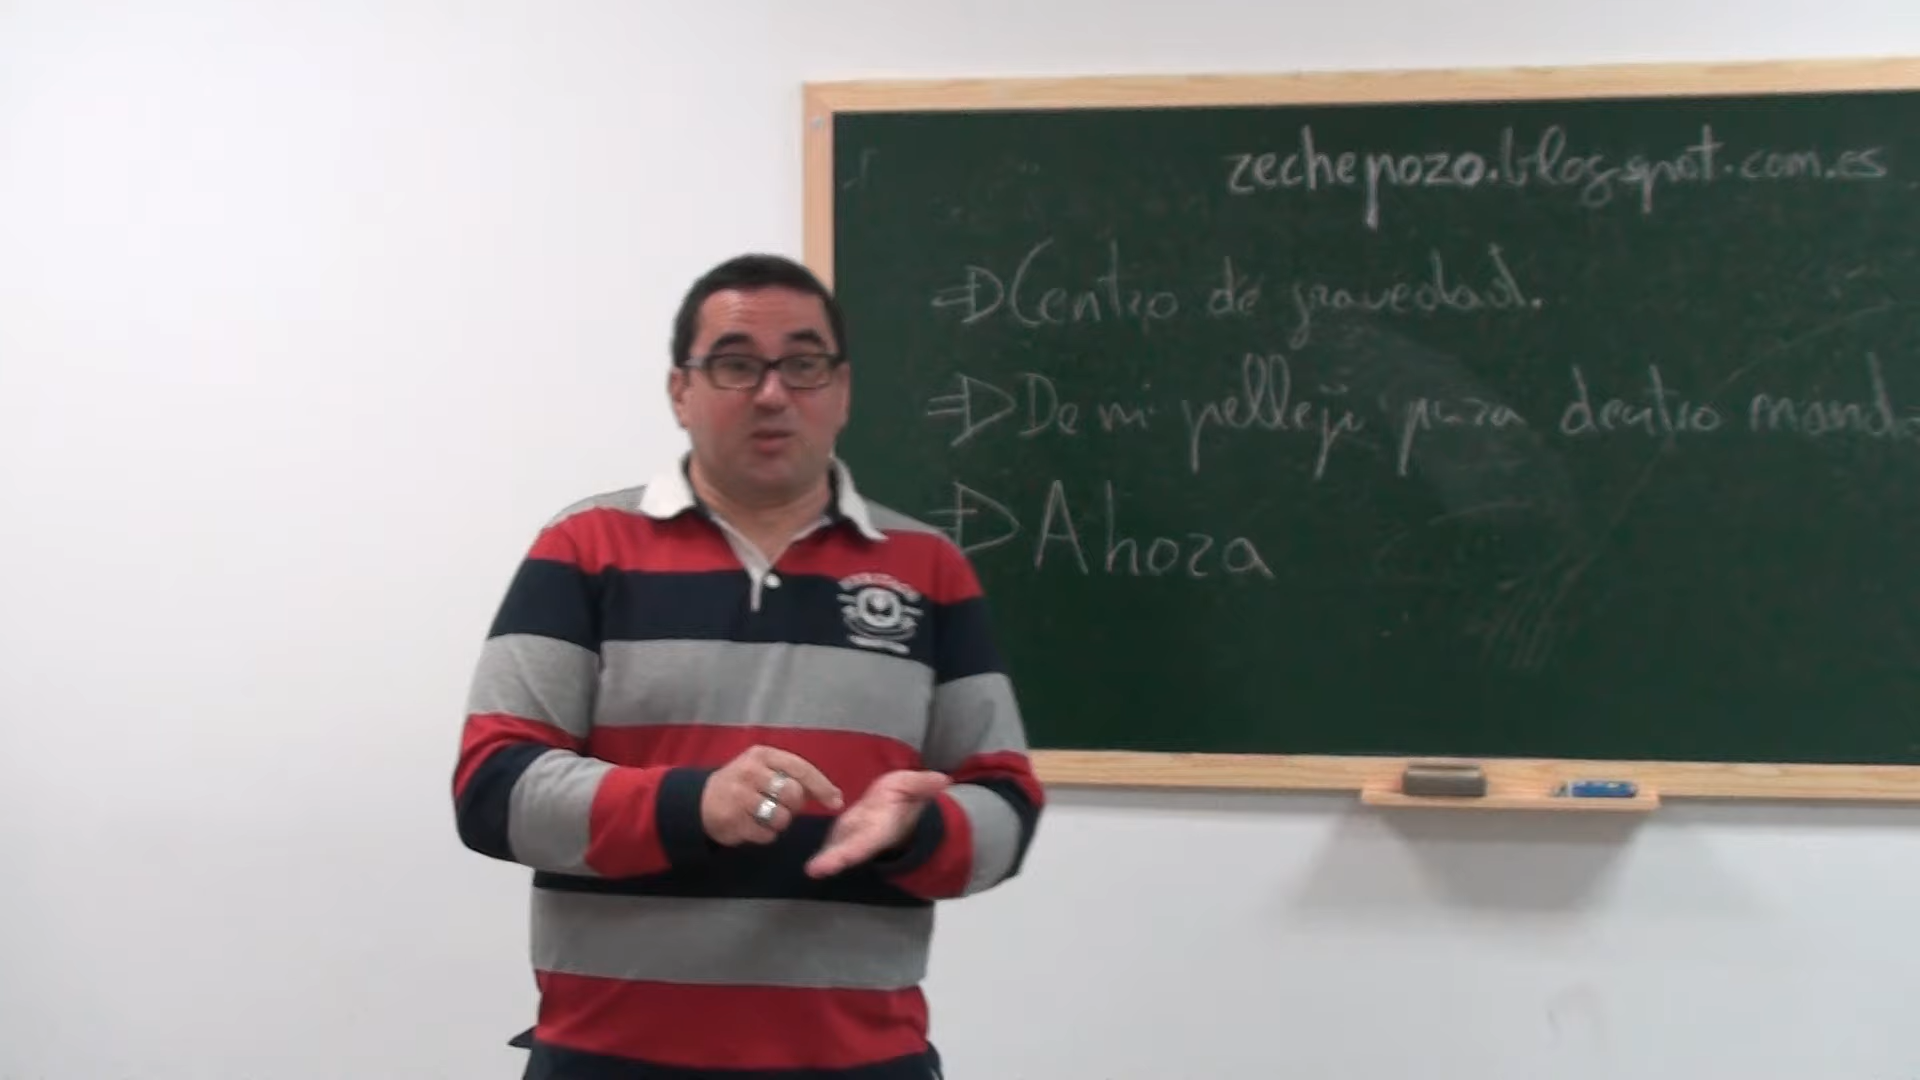 zechepozo.blogspot.com.es
⇒ Centro de gravedad.
⇒ De mi pellejo para dentro mando
⇒ Ahora